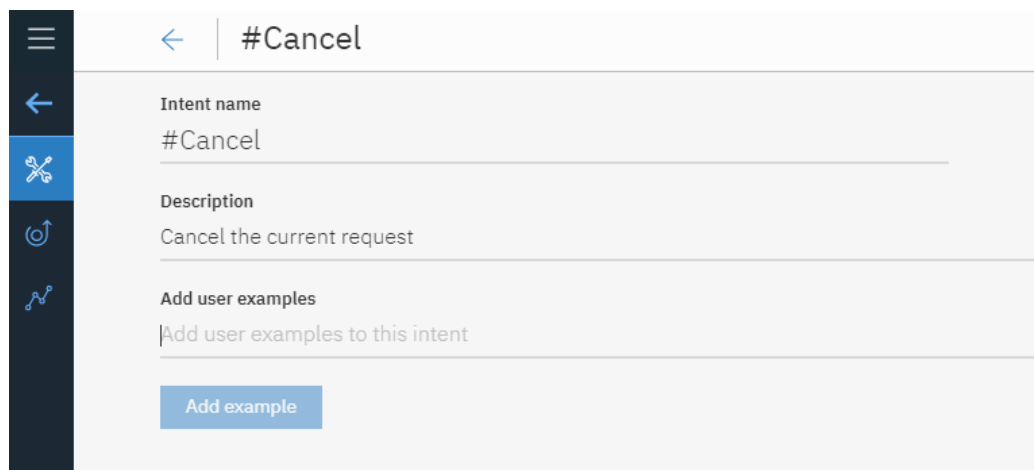 #Cancel
Intent name
#Cancel
Description
Cancel the current request
Add user examples
Add user examples to this intent
Add example